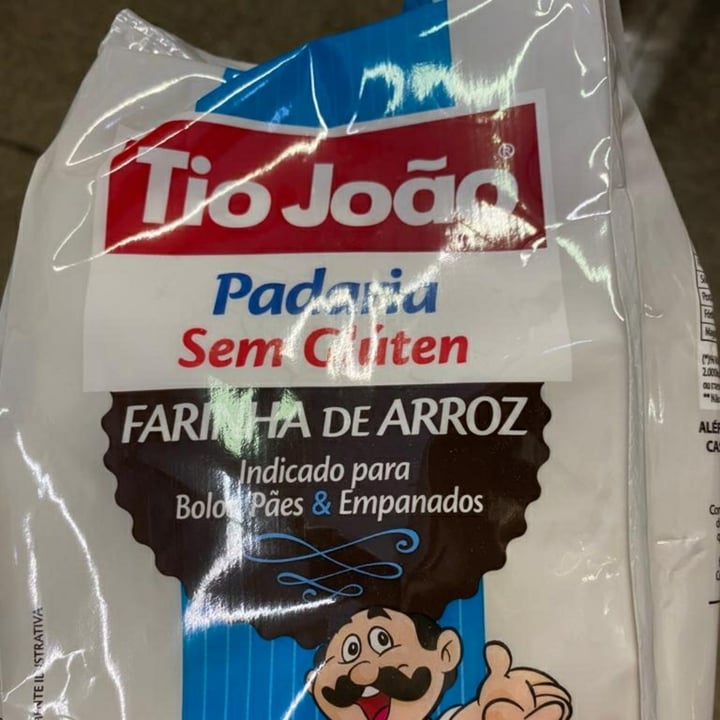 Tio João®
Padaria
Sem Glúten
FARINHA DE ARROZ
Indicado para
Bolos Pães & Empanados